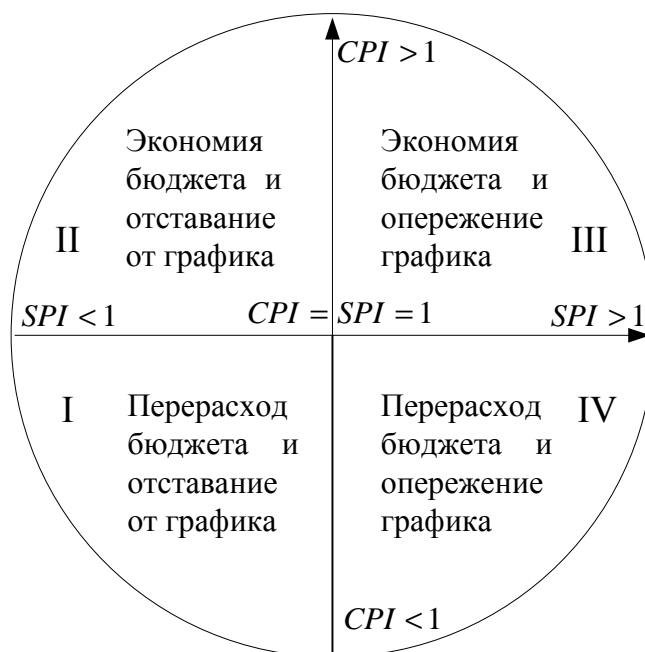 CPI > 1
Экономия
бюджета и
отставание
от графика
II
Экономия
бюджета и
опережение
графика
III
SPI < 1
CPI = SPI = 1
SPI > 1
I
Перерасход
бюджета и
отставание
от графика
Перерасход
бюджета и
опережение
графика
IV
CPI < 1